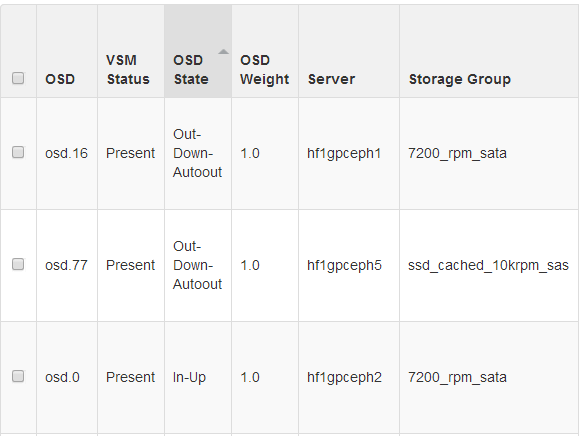 OSD VSM Status OSD State OSD Weight Server Storage Group
osd.16 Present Out-Down-Autoout 1.0 hf1gpceph1 7200_rpm_sata
osd.77 Present Out-Down-Autoout 1.0 hf1gpceph5 ssd_cached_10krpm_sas
osd.0 Present In-Up 1.0 hf1gpceph2 7200_rpm_sata